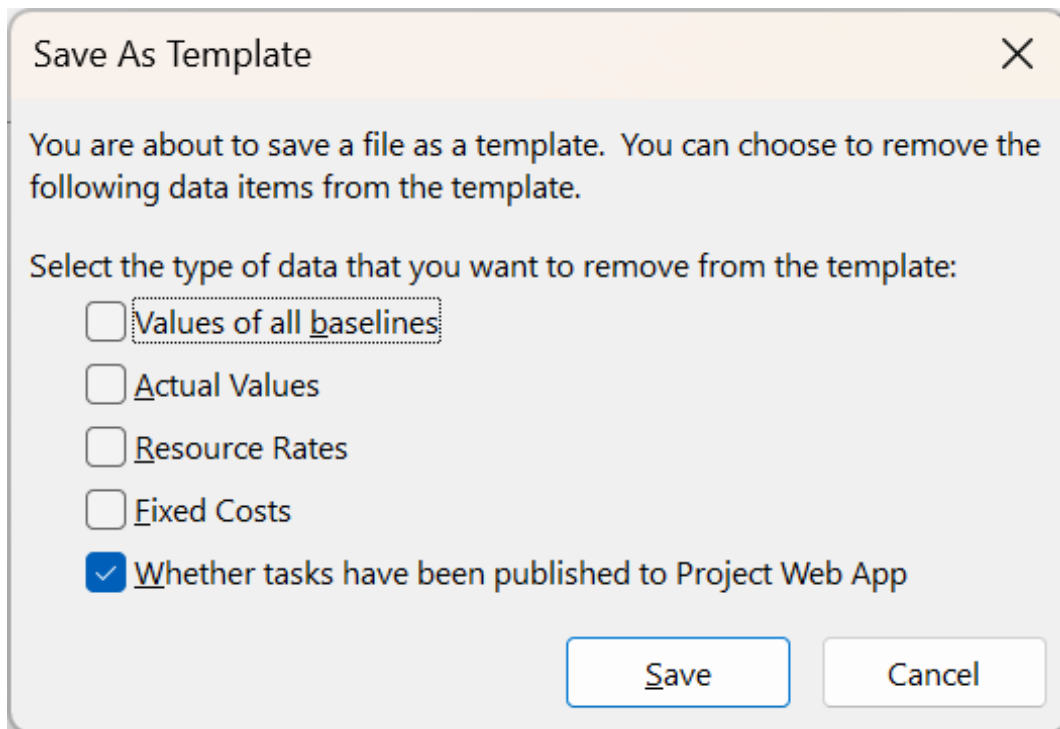 Save As Template
You are about to save a file as a template.  You can choose to remove the
following data items from the template.
Select the type of data that you want to remove from the template:
Values of all baselines
Actual Values
Resource Rates
Fixed Costs
Whether tasks have been published to Project Web App
Save
Cancel